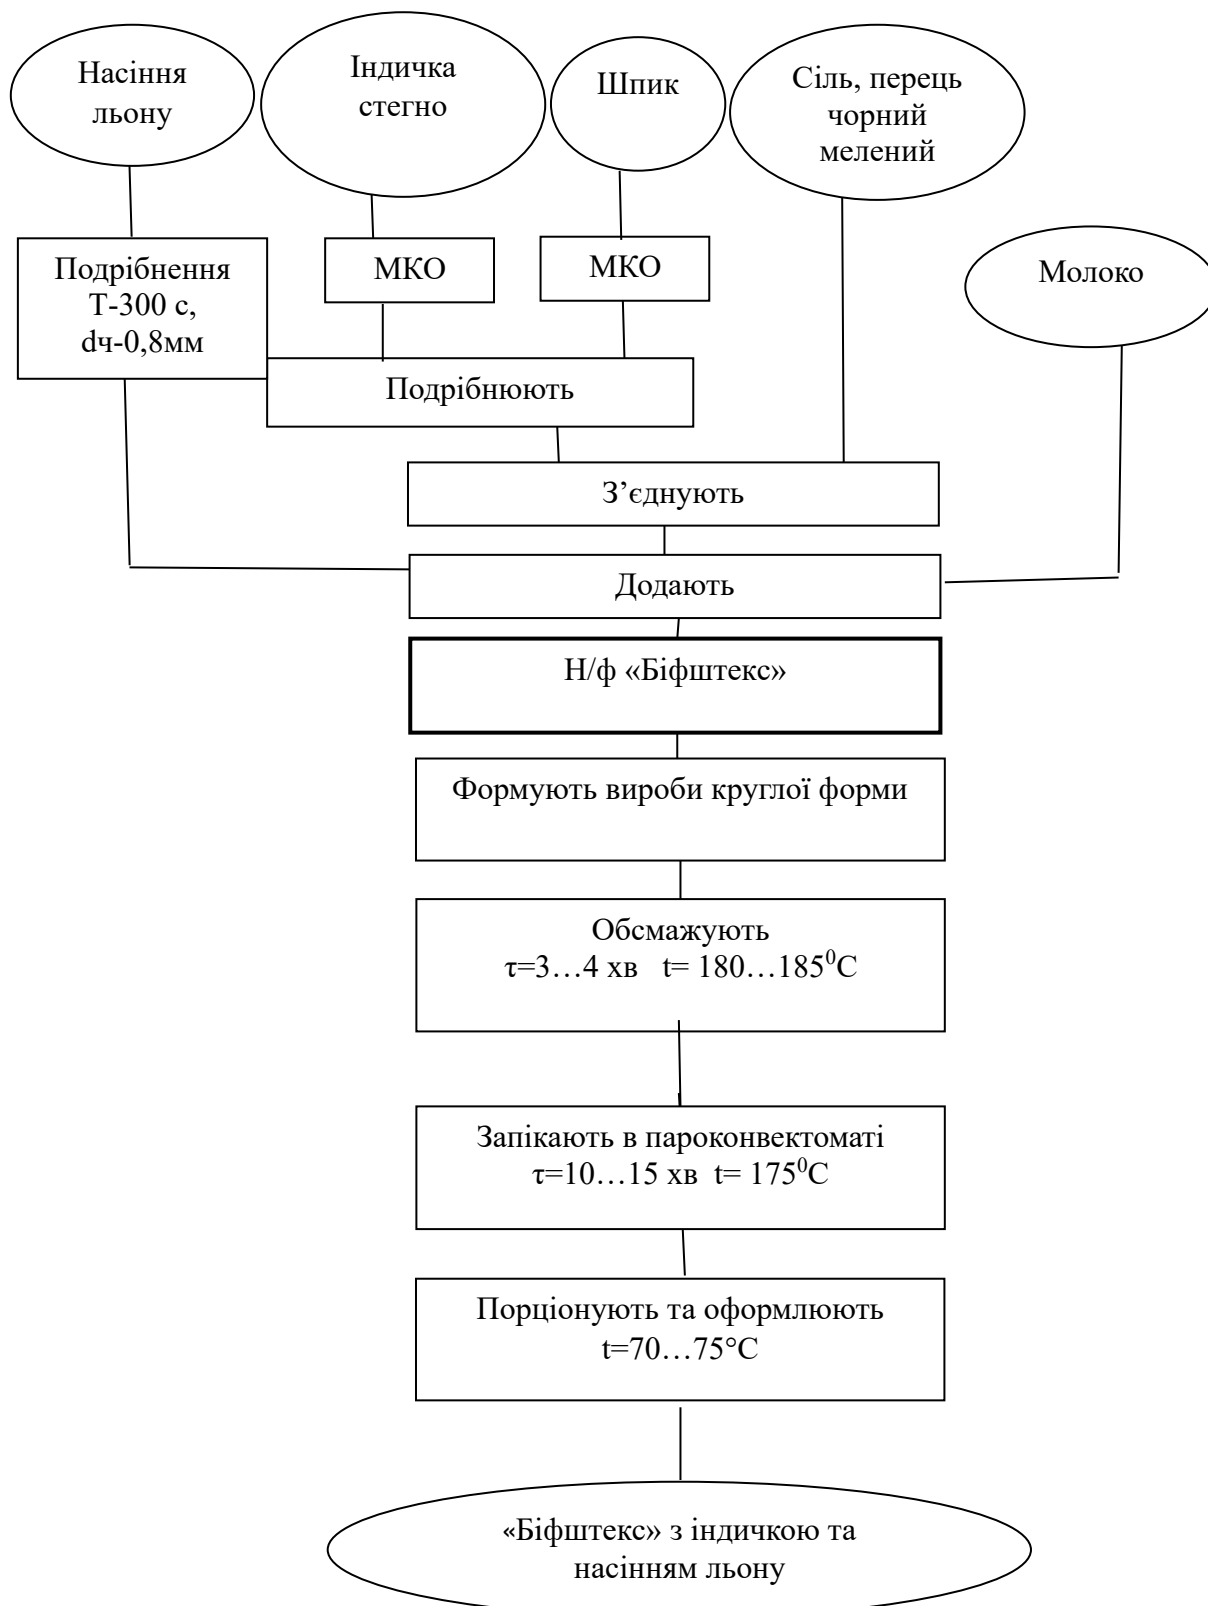 Насіння
льону
Індичка
стегно
Шпик
Сіль, перець
чорний
мелений
Подрібнення
Т-300 с,
dч-0,8мм
МКО
МКО
Молоко
Подрібнюють
З’єднують
Додають
Н/ф «Біфштекс»
Формують вироби круглої форми
Обсмажують
τ=3…4 хв t= 180…185⁰С
Запікають в пароконвектоматі
τ=10…15 хв t= 175⁰С
Порціонують та оформлюють
t=70…75°С
«Біфштекс» з індичкою та
насінням льону